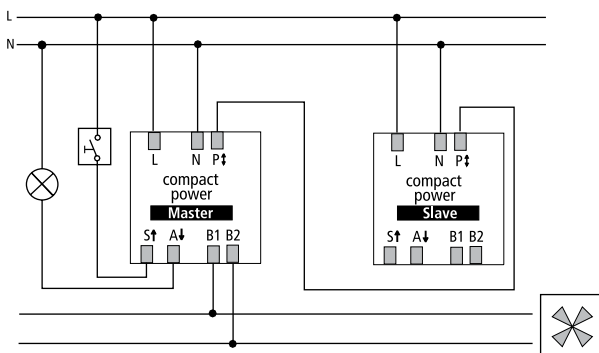 L
N
L N P↕
compact
power
Master
S↑ A↓ B1 B2
L N P↕
compact
power
Slave
S↑ A↓ B1 B2